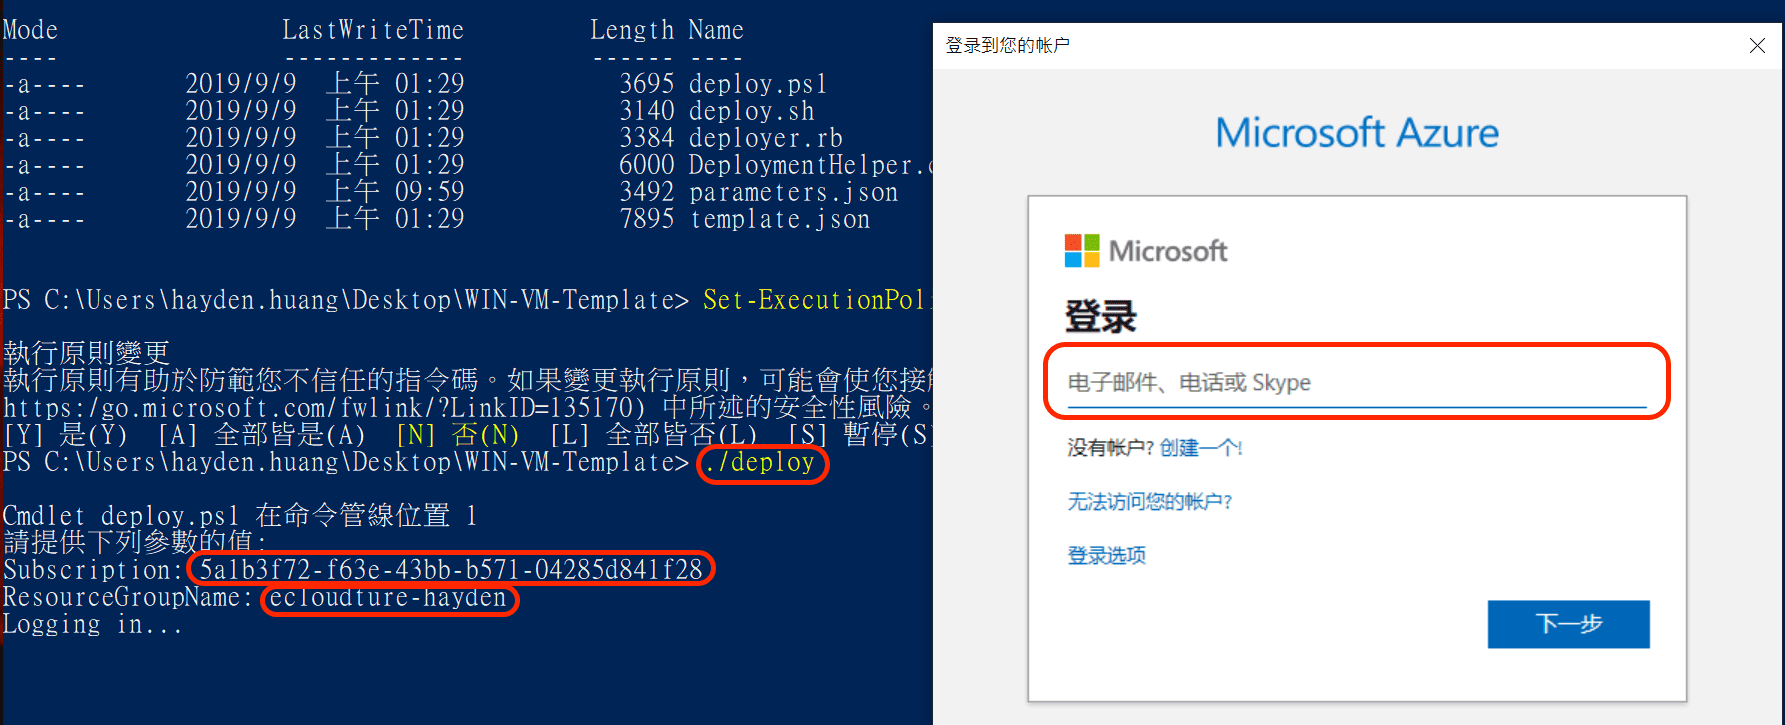 Mode LastWriteTime Length Name
---- ------------- ------ ----
-a---- 2019/9/9 上午 01:29 3695 deploy.ps1
-a---- 2019/9/9 上午 01:29 3140 deploy.sh
-a---- 2019/9/9 上午 01:29 3384 deployer.rb
-a---- 2019/9/9 上午 01:29 6000 DeploymentHelper.c
-a---- 2019/9/9 上午 09:59 3492 parameters.json
-a---- 2019/9/9 上午 01:29 7895 template.json
PS C:\Users\hayden.huang\Desktop\WIN-VM-Template> Set-ExecutionPoli
執行原則變更
執行原則有助於防範您不信任的指令碼。如果變更執行原則，可能會使您接觸
https:/go.microsoft.com/fwlink/?LinkID=135170) 中所述的安全性風險。
[Y] 是(Y) [A] 全部皆是(A) [N] 否(N) [L] 全部皆否(L) [S] 暫停(S)
PS C:\Users\hayden.huang\Desktop\WIN-VM-Template> ./deploy
Cmdlet deploy.ps1 在命令管線位置 1
請提供下列參數的值:
Subscription: 5a1b3f72-f63e-43bb-b571-04285d841f28
ResourceGroupName: ecloudture-hayden
Logging in...
登录到您的帐户
Microsoft Azure
Microsoft
登录
电子邮件、电话或 Skype
没有帐户? 创建一个!
无法访问您的帐户?
登录选项
下一步